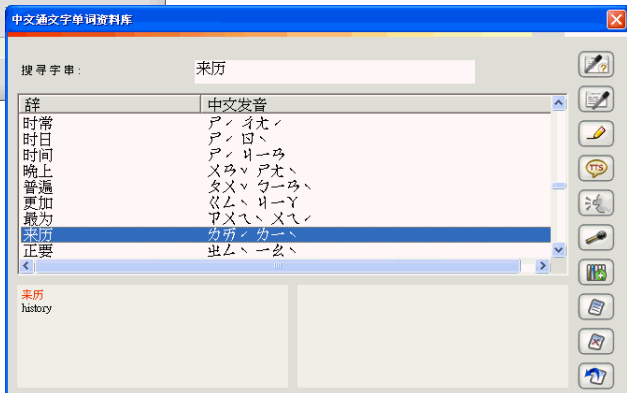 中文通文字单词资料库
搜寻字串: 来历
辞 中文发音
时常 ㄕˊ ㄔㄤˊ
时日 ㄕˊ ㄖˋ
时间 ㄕˊ ㄐㄧㄢ
晚上 ㄨㄢˇ ㄕㄤˋ
普遍 ㄆㄨˇ ㄅㄧㄢˋ
更加 ㄍㄥˋ ㄐㄧㄚ
最为 ㄗㄨㄟˋ ㄨㄟˊ
来历 ㄌㄞˊ ㄌㄧˋ
正要 ㄓㄥˋ ㄧㄠˋ
来历
history
TTS